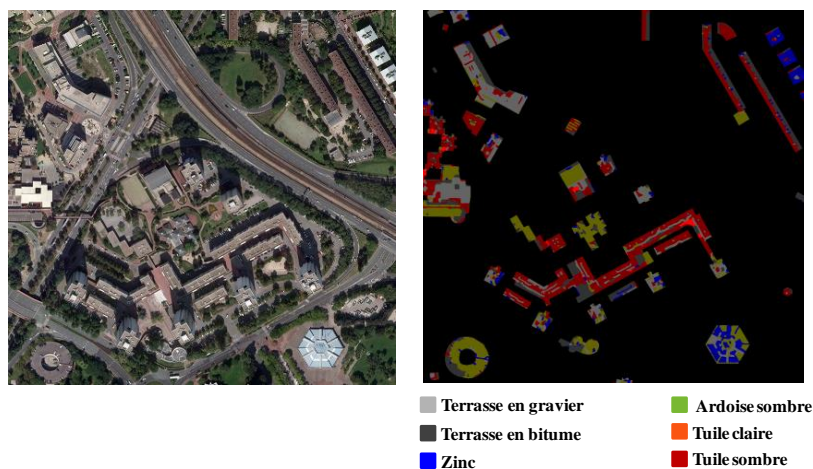 Terrasse en gravier
Terrasse en bitume
Zinc
Ardoise sombre
Tuile claire
Tuile sombre